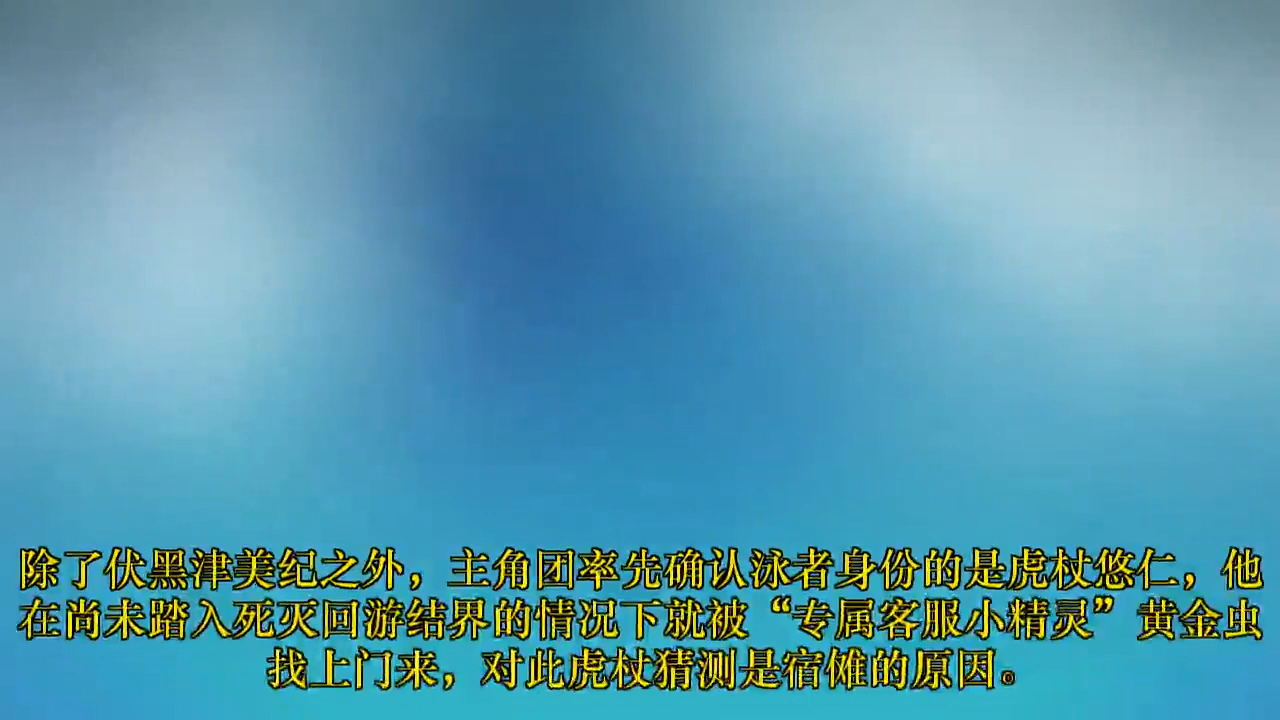 除了伏黑津美纪之外，主角团率先确认泳者身份的是虎杖悠仁，他
在尚未踏入死灭回游结界的情况下就被“专属客服小精灵”黄金虫
找上门来，对此虎杖猜测是宿傩的原因。